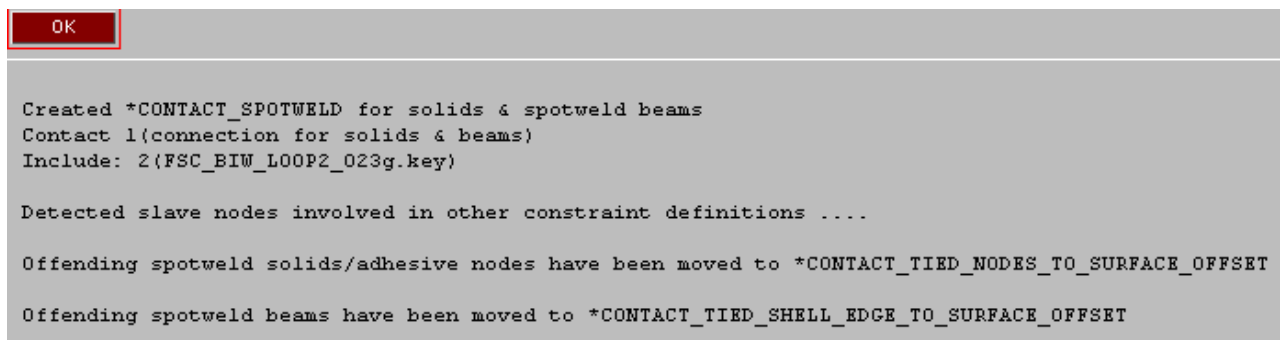 OK
Created *CONTACT_SPOTWELD for solids & spotweld beams
Contact 1(connection for solids & beams)
Include: 2(FSC_BIW_LOOP2_023g.key)
Detected slave nodes involved in other constraint definitions ....
Offending spotweld solids/adhesive nodes have been moved to *CONTACT_TIED_NODES_TO_SURFACE_OFFSET
Offending spotweld beams have been moved to *CONTACT_TIED_SHELL_EDGE_TO_SURFACE_OFFSET